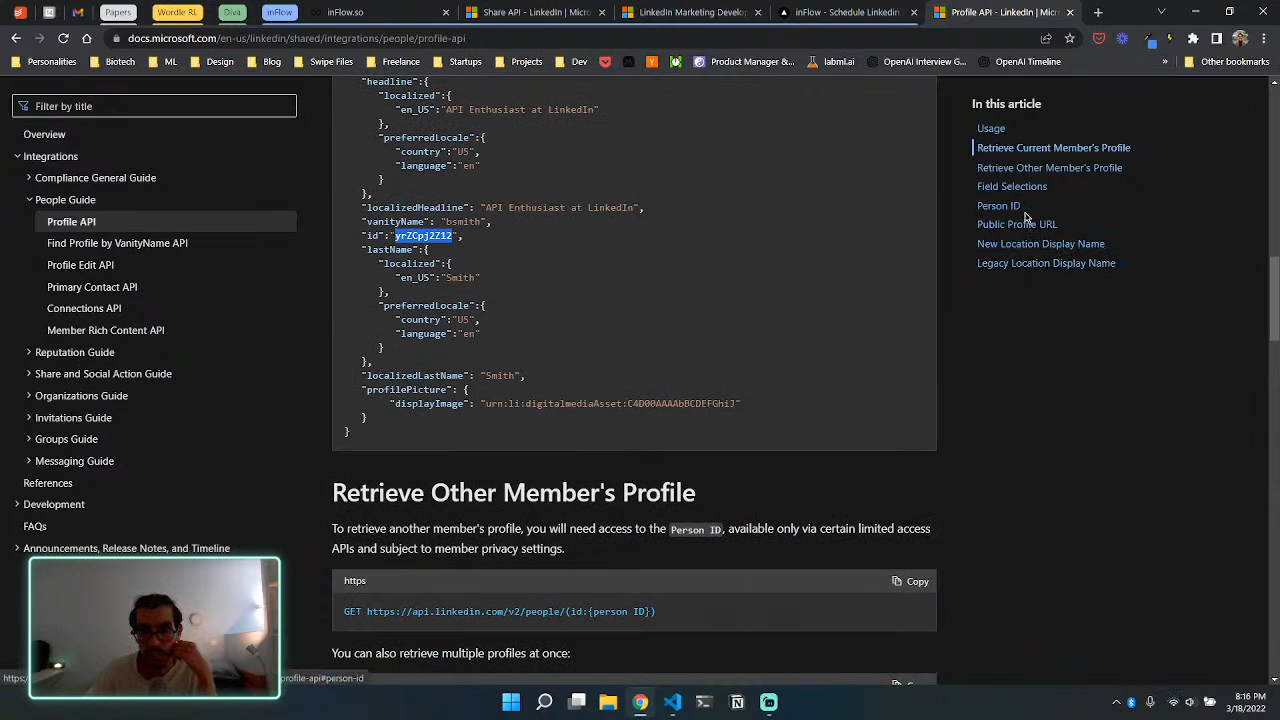 Papers
Wordle RL
Diva
inFlow
inFlow.so
Share API - LinkedIn | Micro
LinkedIn Marketing Develop
inFlow - Schedule LinkedIn
Profile API - LinkedIn | Micro
docs.microsoft.com/en-us/linkedin/shared/integrations/people/profile-api
Personalities
Biotech
ML
Design
Blog
Swipe Files
Freelance
Startups
Projects
Dev
Product Manager &...
labml.ai
OpenAI Interview G...
OpenAI Timeline
»
Other bookmarks
Filter by title
Overview
Integrations
Compliance General Guide
People Guide
Profile API
Find Profile by VanityName API
Profile Edit API
Primary Contact API
Connections API
Member Rich Content API
Reputation Guide
Share and Social Action Guide
Organizations Guide
Invitations Guide
Groups Guide
Messaging Guide
References
Development
FAQs
Announcements, Release Notes, and Timeline
"headline":{
"localized":{
"en_US":"API Enthusiast at LinkedIn"
},
"preferredLocale":{
"country":"US",
"language":"en"
}
},
"localizedHeadline": "API Enthusiast at LinkedIn",
"vanityName": "bsmith",
"id":"yrZCpj2Z12",
"lastName":{
"localized":{
"en_US":"Smith"
},
"preferredLocale":{
"country":"US",
"language":"en"
}
},
"localizedLastName": "Smith",
"profilePicture": {
"displayImage": "urn:li:digitalmediaAsset:C4D00AAAAbBCDEFGhiJ"
}
}
Retrieve Other Member's Profile
To retrieve another member's profile, you will need access to the Person ID, available only via certain limited access
APIs and subject to member privacy settings.
https
Copy
GET https://api.linkedin.com/v2/people/(id:{person ID})
You can also retrieve multiple profiles at once:
In this article
Usage
Retrieve Current Member's Profile
Retrieve Other Member's Profile
Field Selections
Person ID
Public Profile URL
New Location Display Name
Legacy Location Display Name
profile-api#person-id
8:16 PM
3/18/2022